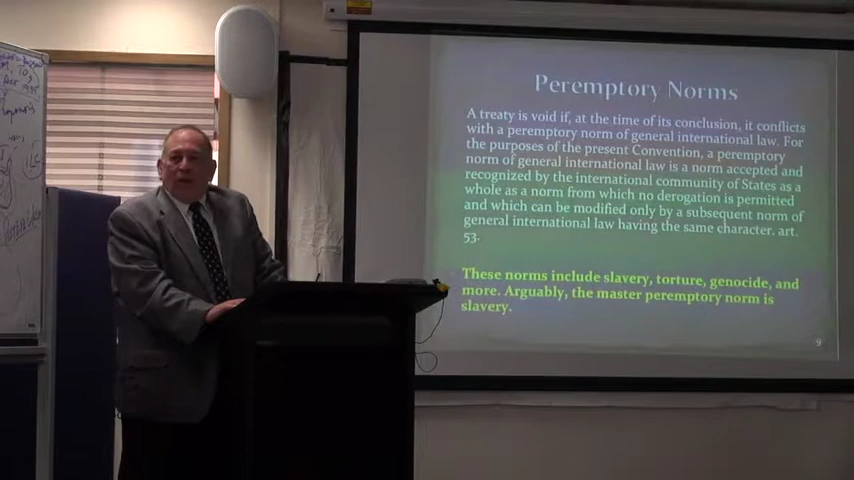 Peremptory Norms
A treaty is void if, at the time of its conclusion, it conflicts
with a peremptory norm of general international law. For
the purposes of the present Convention, a peremptory
norm of general international law is a norm accepted and
recognized by the international community of States as a
whole as a norm from which no derogation is permitted
and which can be modified only by a subsequent norm of
general international law having the same character. art.
53.
These norms include slavery, torture, genocide, and
more. Arguably, the master peremptory norm is
slavery.
9